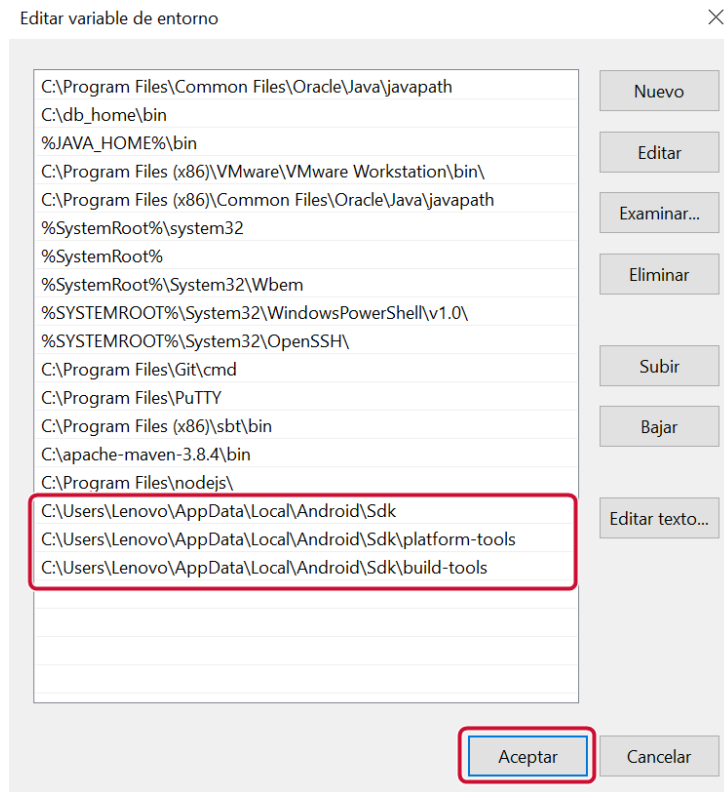 Editar variable de entorno
C:\Program Files\Common Files\Oracle\Java\javapath
C:\db_home\bin
%JAVA_HOME%\bin
C:\Program Files (x86)\VMware\VMware Workstation\bin\
C:\Program Files (x86)\Common Files\Oracle\Java\javapath
%SystemRoot%\system32
%SystemRoot%
%SystemRoot%\System32\Wbem
%SYSTEMROOT%\System32\WindowsPowerShell\v1.0\
%SYSTEMROOT%\System32\OpenSSH\
C:\Program Files\Git\cmd
C:\Program Files\PuTTY
C:\Program Files (x86)\sbt\bin
C:\apache-maven-3.8.4\bin
C:\Program Files\nodejs\
C:\Users\Lenovo\AppData\Local\Android\Sdk
C:\Users\Lenovo\AppData\Local\Android\Sdk\platform-tools
C:\Users\Lenovo\AppData\Local\Android\Sdk\build-tools
Nuevo
Editar
Examinar...
Eliminar
Subir
Bajar
Editar texto...
Aceptar
Cancelar